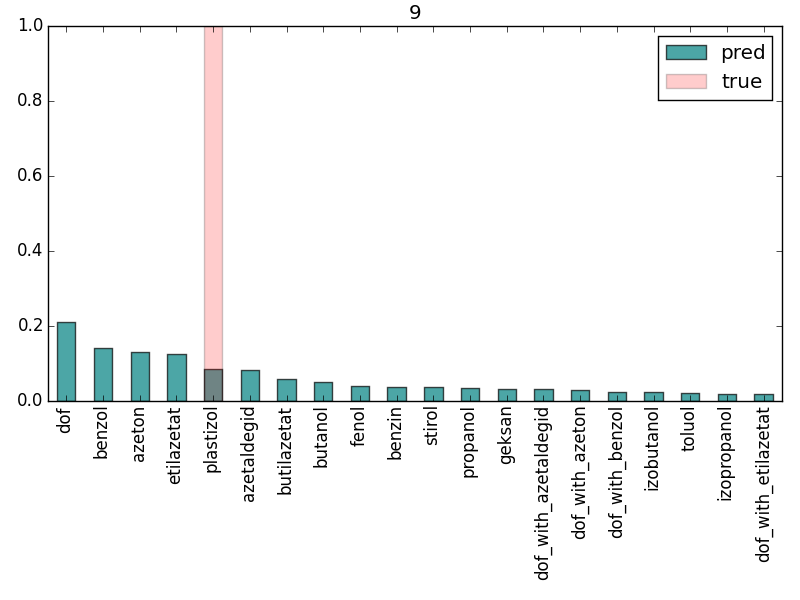 9
1.0
0.8
0.6
0.4
0.2
0.0
pred
true
dof
benzol
azeton
etilazetat
plastizol
azetaldegid
butilazetat
butanol
fenol
benzin
stirol
propanol
geksan
dof_with_azetaldegid
dof_with_azeton
dof_with_benzol
izobutanol
toluol
izopropanol
dof_with_etilazetat